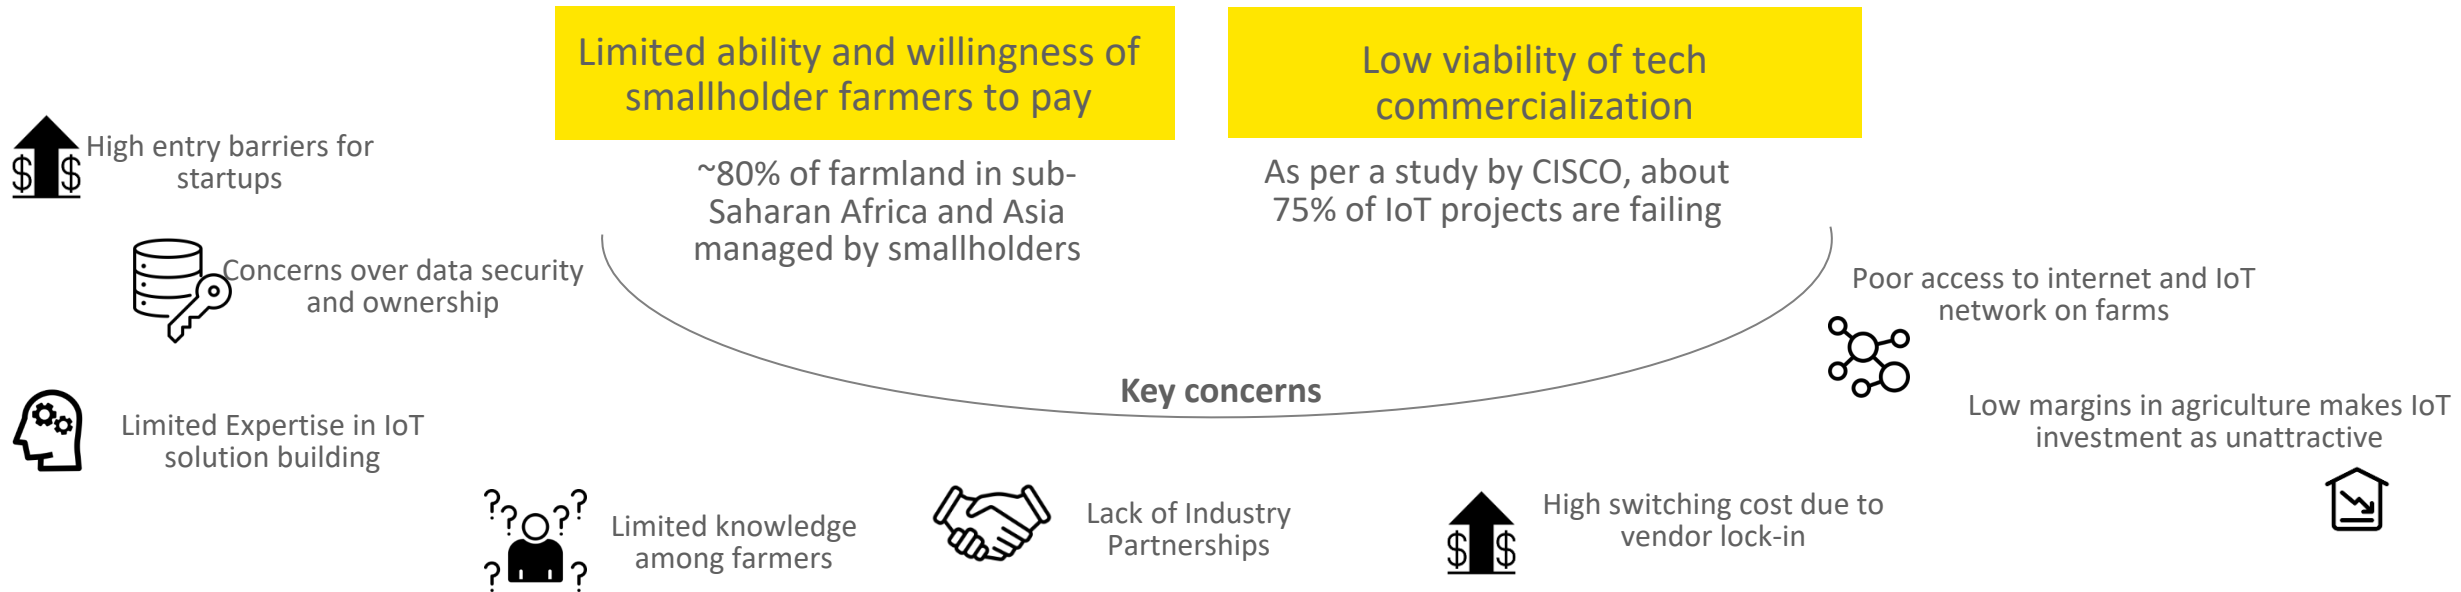 Limited ability and willingness of
smallholder farmers to pay
~80% of farmland in sub-
Saharan Africa and Asia
managed by smallholders
Low viability of tech
commercialization
As per a study by CISCO, about
75% of IoT projects are failing
High entry barriers for
startups
Concerns over data security
and ownership
Limited Expertise in IoT
solution building
Key concerns
Limited knowledge
among farmers
Lack of Industry
Partnerships
High switching cost due to
vendor lock-in
Poor access to internet and IoT
network on farms
Low margins in agriculture makes IoT
investment as unattractive